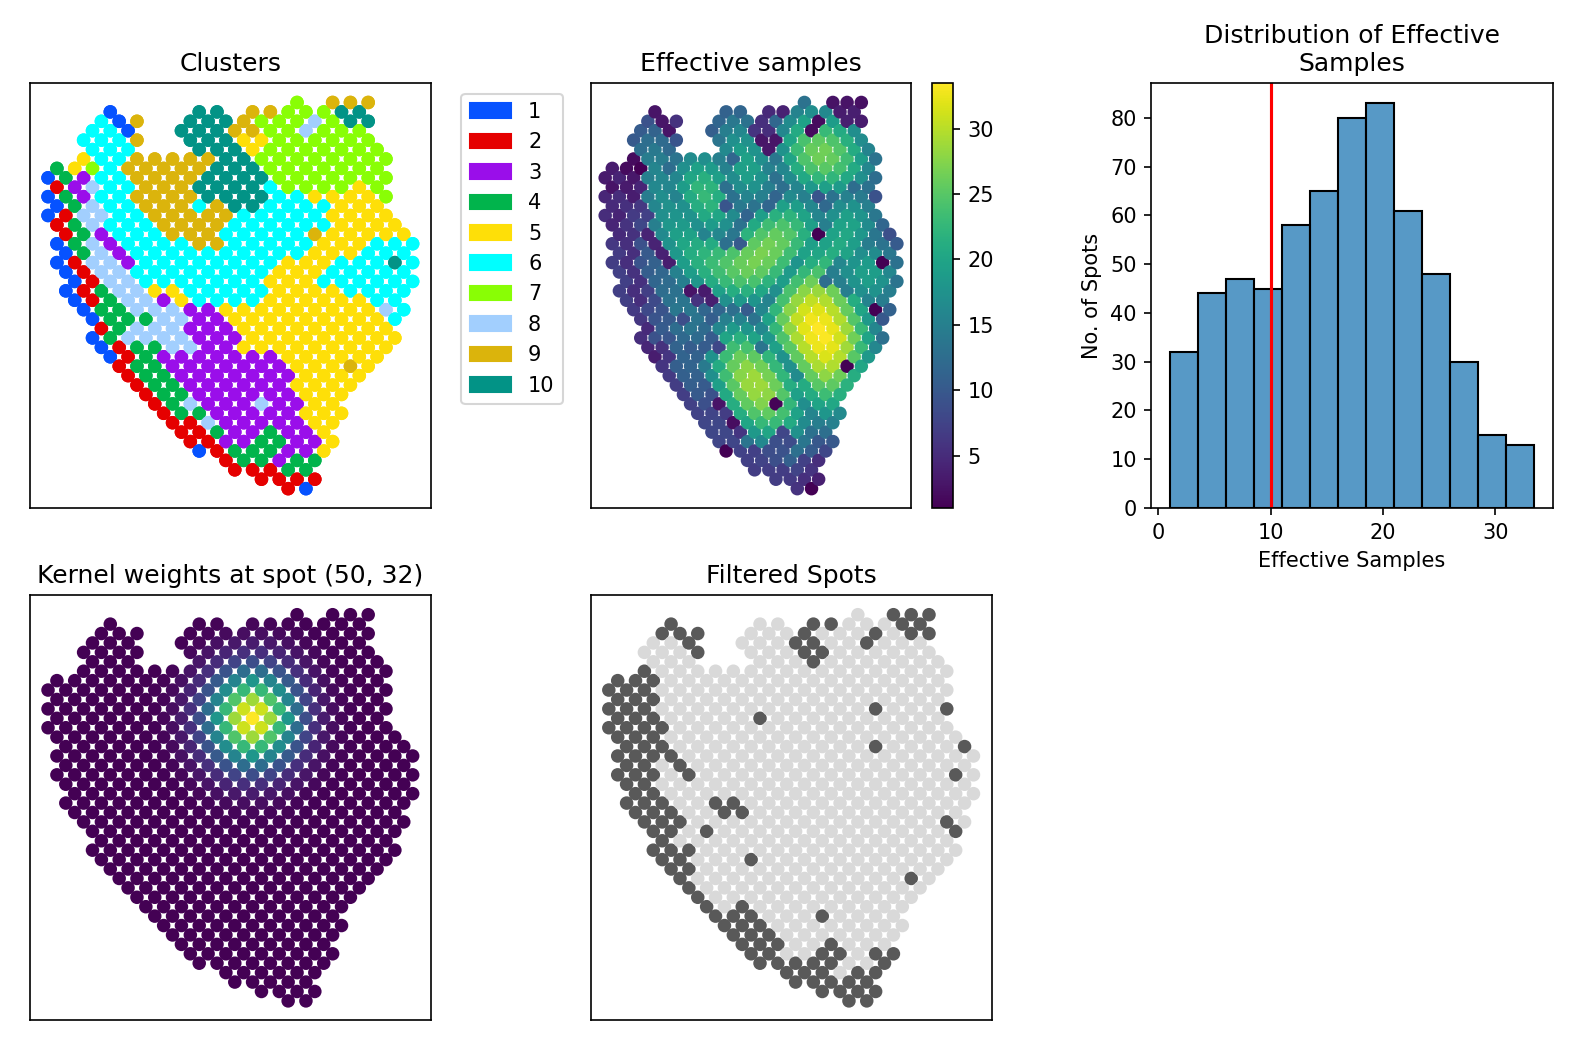 Clusters
1
2
3
4
5
6
7
8
9
10
Effective samples
30
25
20
15
10
5
Distribution of Effective
Samples
No. of Spots
80
70
60
50
40
30
20
10
0
0 10 20 30
Effective Samples
Kernel weights at spot (50, 32)
Filtered Spots